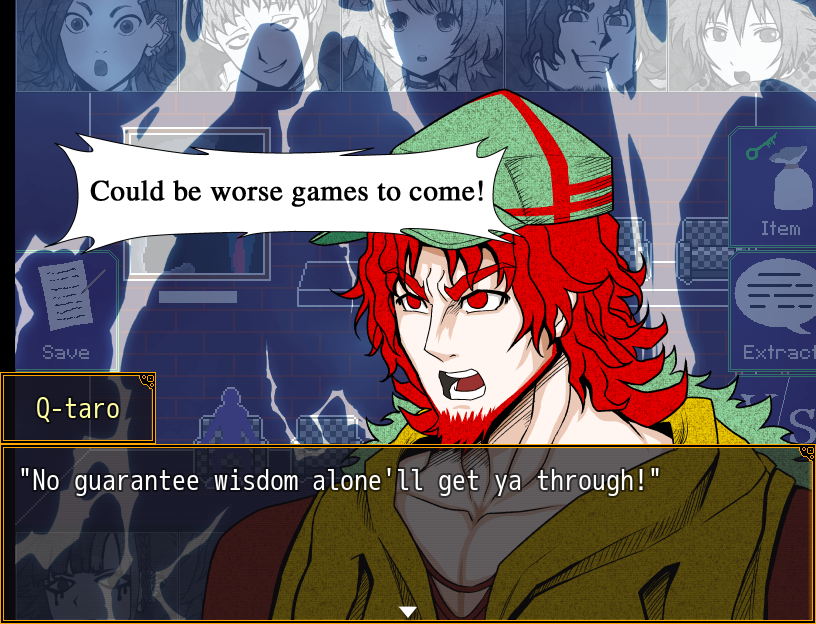 Could be worse games to come!
Item
Save
Extract
Q-taro
"No guarantee wisdom alone'll get ya through!"